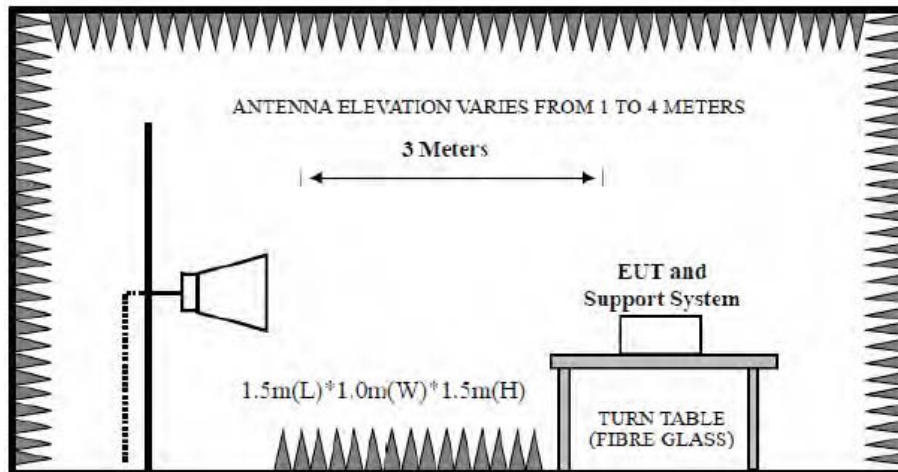 ANTENNA ELEVATION VARIES FROM 1 TO 4 METERS
3 Meters
EUT and
Support System
1.5m(L)*1.0m(W)*1.5m(H)
TURN TABLE
(FIBRE GLASS)